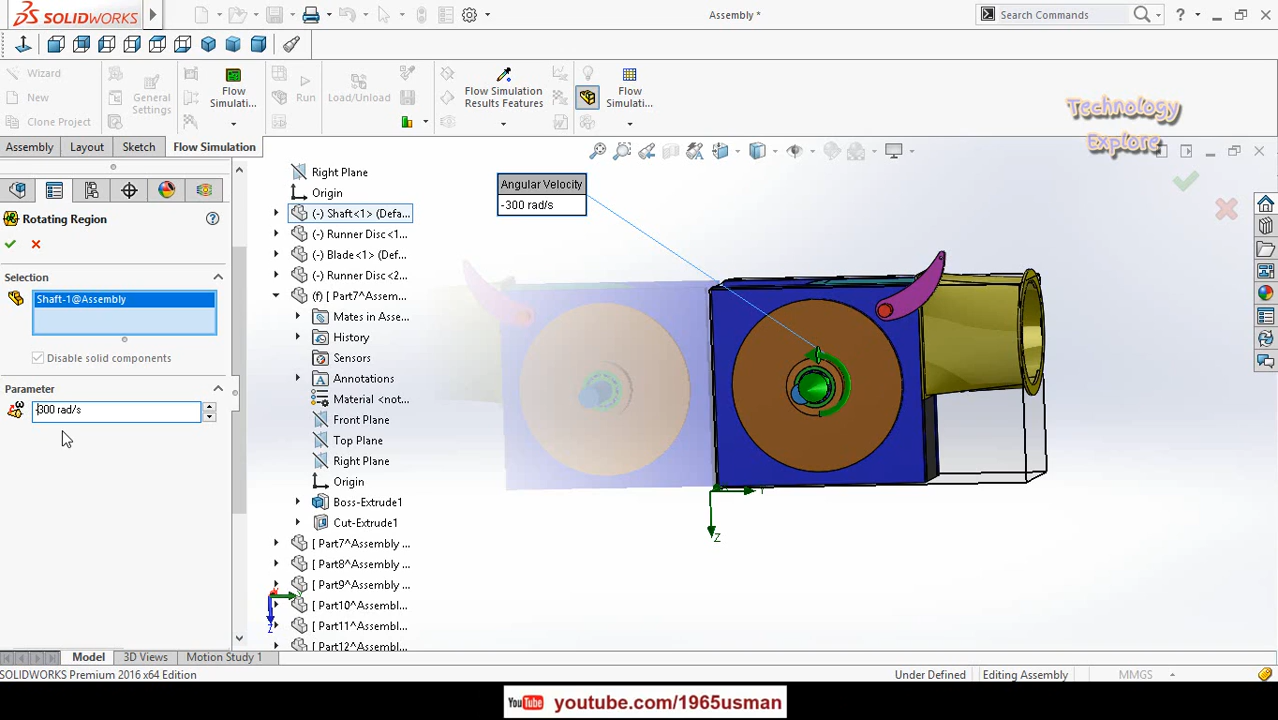 SOLIDWORKS
Assembly *
Search Commands
Wizard
New
Clone Project
General Settings
Flow Simulati...
Run
Load/Unload
Flow Simulation Results Features
Flow Simulati...
Technology
Explore
Assembly
Layout
Sketch
Flow Simulation
Rotating Region
Selection
Shaft-1@Assembly
Disable solid components
Parameter
300 rad/s
Right Plane
Origin
(-) Shaft<1> (Defa...
(-) Runner Disc<1...
(-) Blade<1> (Def...
(-) Runner Disc<2...
(f) [ Part7^Assem...
Mates in Asse...
History
Sensors
Annotations
Material <not...
Front Plane
Top Plane
Right Plane
Origin
Boss-Extrude1
Cut-Extrude1
[ Part7^Assembly ...
[ Part8^Assembly ...
[ Part9^Assembly ...
[ Part10^Assembl...
[ Part11^Assembl...
[ Part12^Assembl...
Angular Velocity
-300 rad/s
Y
Z
Z
Model
3D Views
Motion Study 1
SOLIDWORKS Premium 2016 x64 Edition
Under Defined
Editing Assembly
MMGS
You Tube youtube.com/1965usman